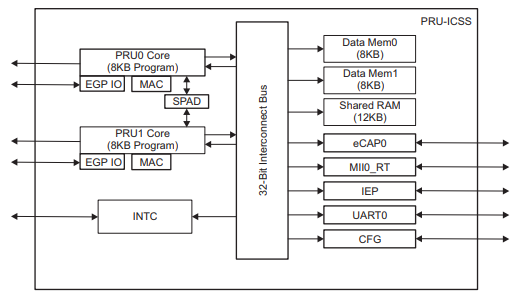 PRU-ICSS
PRU0 Core
(8KB Program)
EGP IO
MAC
SPAD
PRU1 Core
(8KB Program)
EGP IO
MAC
INTC
32-Bit Interconnect Bus
Data Mem0
(8KB)
Data Mem1
(8KB)
Shared RAM
(12KB)
eCAP0
MII0_RT
IEP
UART0
CFG